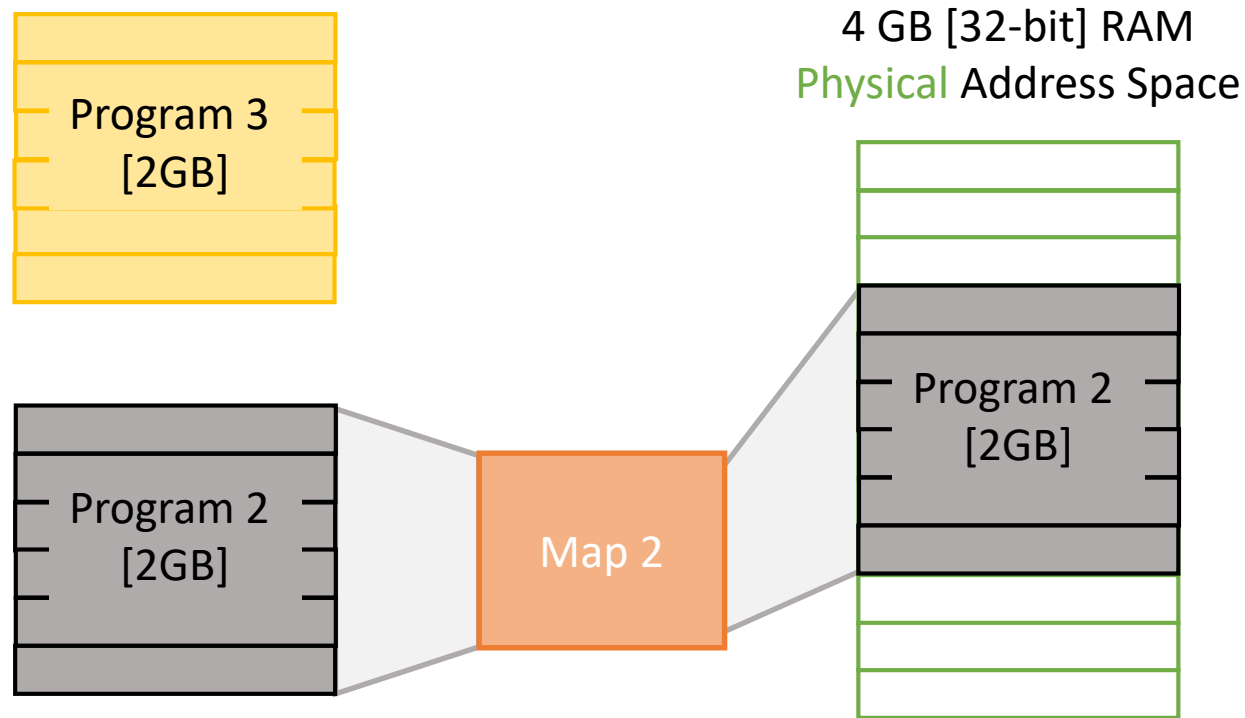 4 GB [32-bit] RAM
Physical Address Space
Program 3
[2GB]
Program 2
[2GB]
Program 2
[2GB]
Map 2